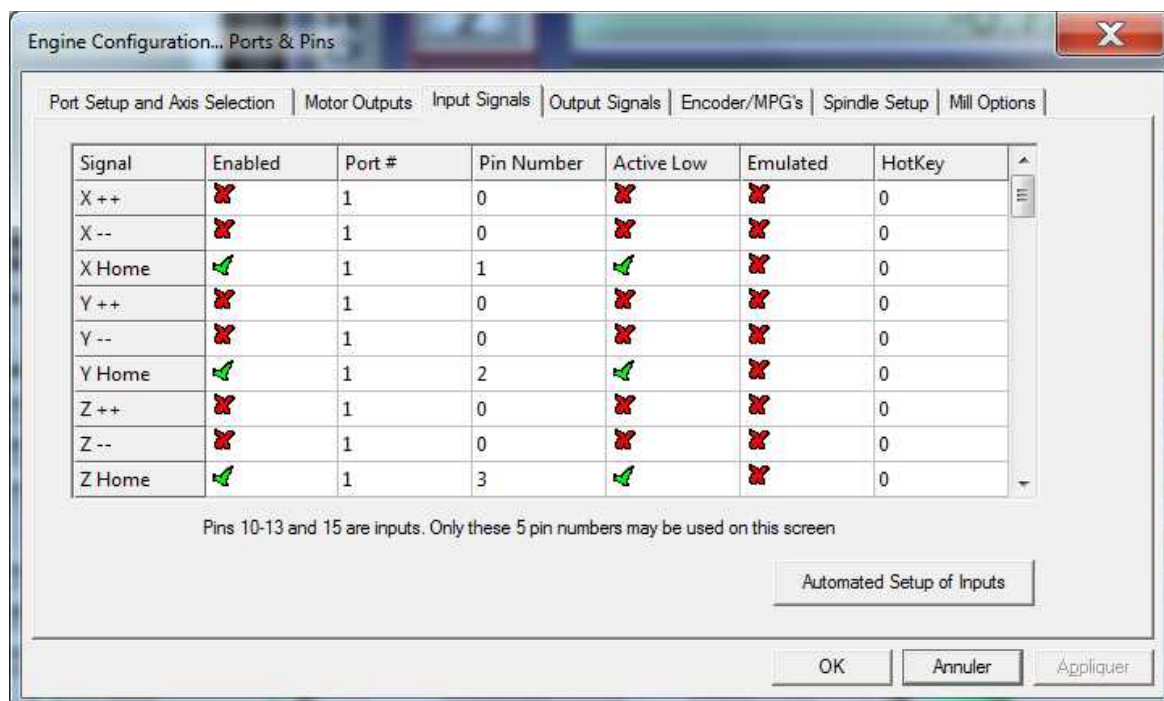 Engine Configuration... Ports & Pins
Port Setup and Axis Selection Motor Outputs Input Signals Output Signals Encoder/MPG's Spindle Setup Mill Options
Signal Enabled Port # Pin Number Active Low Emulated HotKey
X ++ 1 0 0
X -- 1 0 0
X Home 1 1 0
Y ++ 1 0 0
Y -- 1 0 0
Y Home 1 2 0
Z ++ 1 0 0
Z -- 1 0 0
Z Home 1 3 0
Pins 10-13 and 15 are inputs. Only these 5 pin numbers may be used on this screen
Automated Setup of Inputs
OK Annuler Appliquer